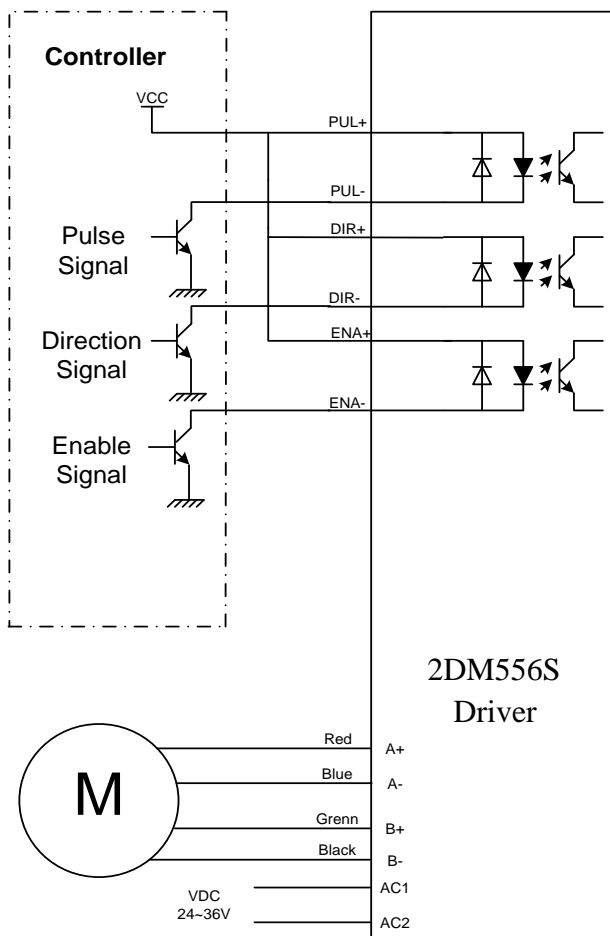 Controller
VCC
PUL+
PUL-
Pulse
Signal
DIR+
DIR-
Direction
Signal
ENA+
ENA-
Enable
Signal
2DM556S
Driver
M
Red
A+
Blue
A-
Grenn
B+
Black
B-
VDC
24~36V
AC1
AC2